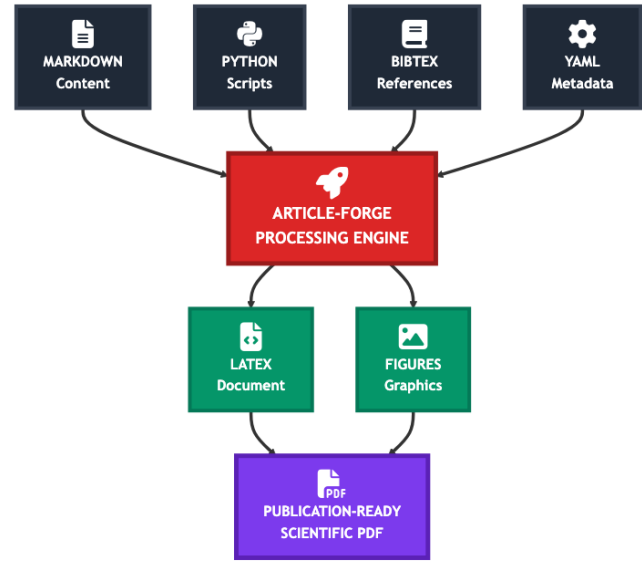 MARKDOWN
Content
PYTHON
Scripts
BIBTEX
References
YAML
Metadata
ARTICLE-FORGE
PROCESSING ENGINE
LATEX
Document
FIGURES
Graphics
PDF
PUBLICATION-READY
SCIENTIFIC PDF